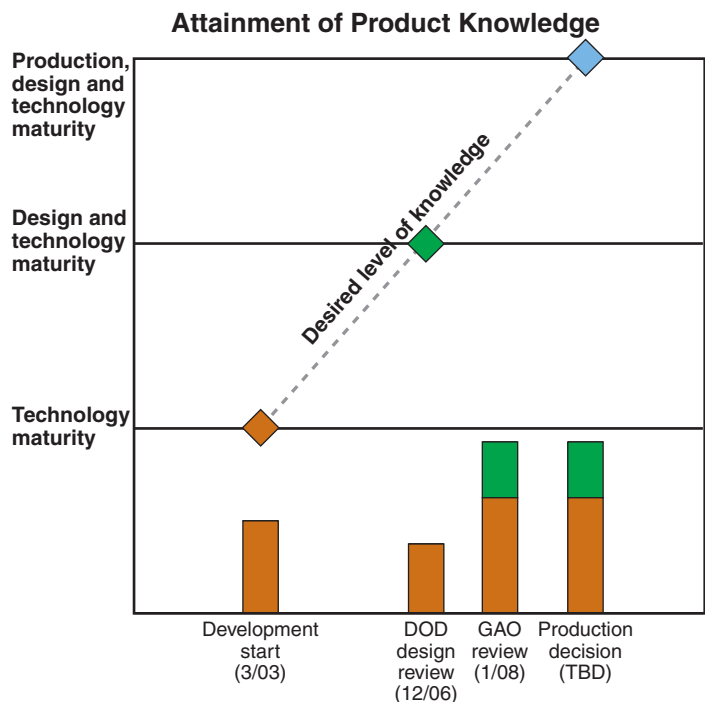 Attainment of Product Knowledge
Production,
design and
technology
maturity
Design and
technology
maturity
Technology
maturity
Desired level of knowledge
Development
start
(3/03)
DOD
design
review
(12/06)
GAO
review
(1/08)
Production
decision
(TBD)